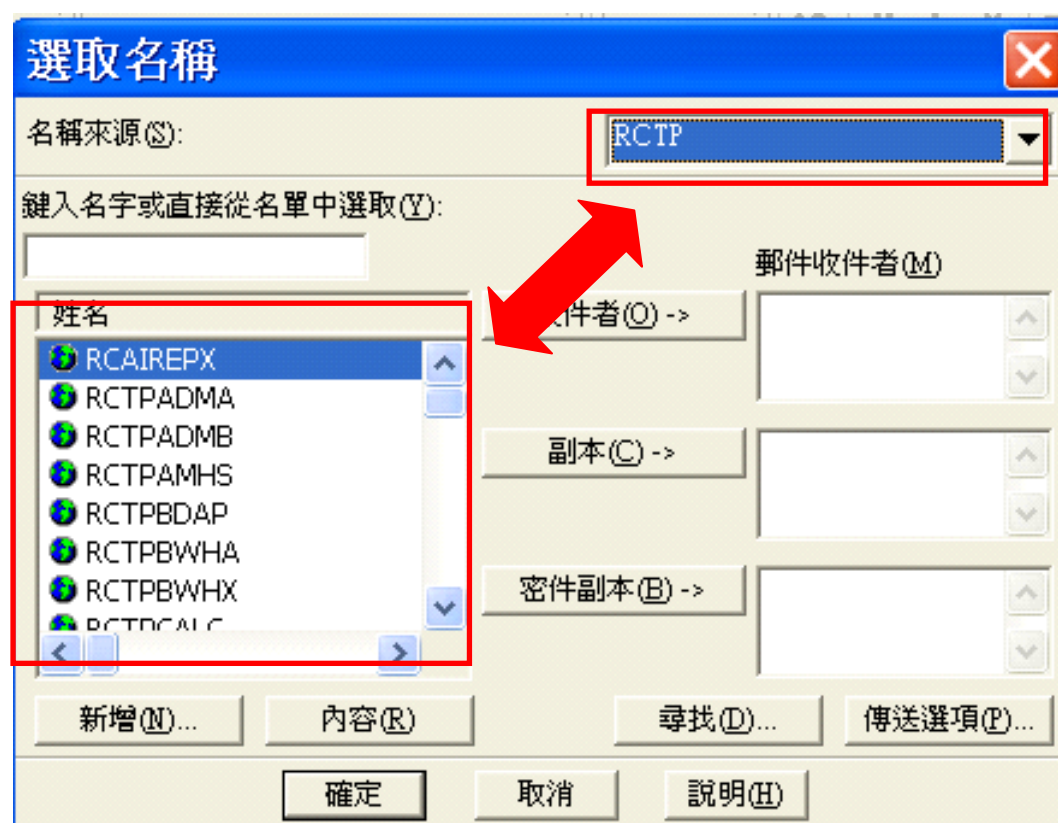 選取名稱
名稱來源(S):
RCTP
鍵入名字或直接從名單中選取(Y):
郵件收件者(M)
姓名
件者(O) ->
RCAIREPX
RCTPADMA
RCTPADMB
RCTPAMHS
副本(C) ->
RCTPBDAP
RCTPBWHA
RCTPBWHX
密件副本(B) ->
RCTPCALC
新增(N)...
內容(R)
尋找(D)...
傳送選項(P)...
確定
取消
說明(H)